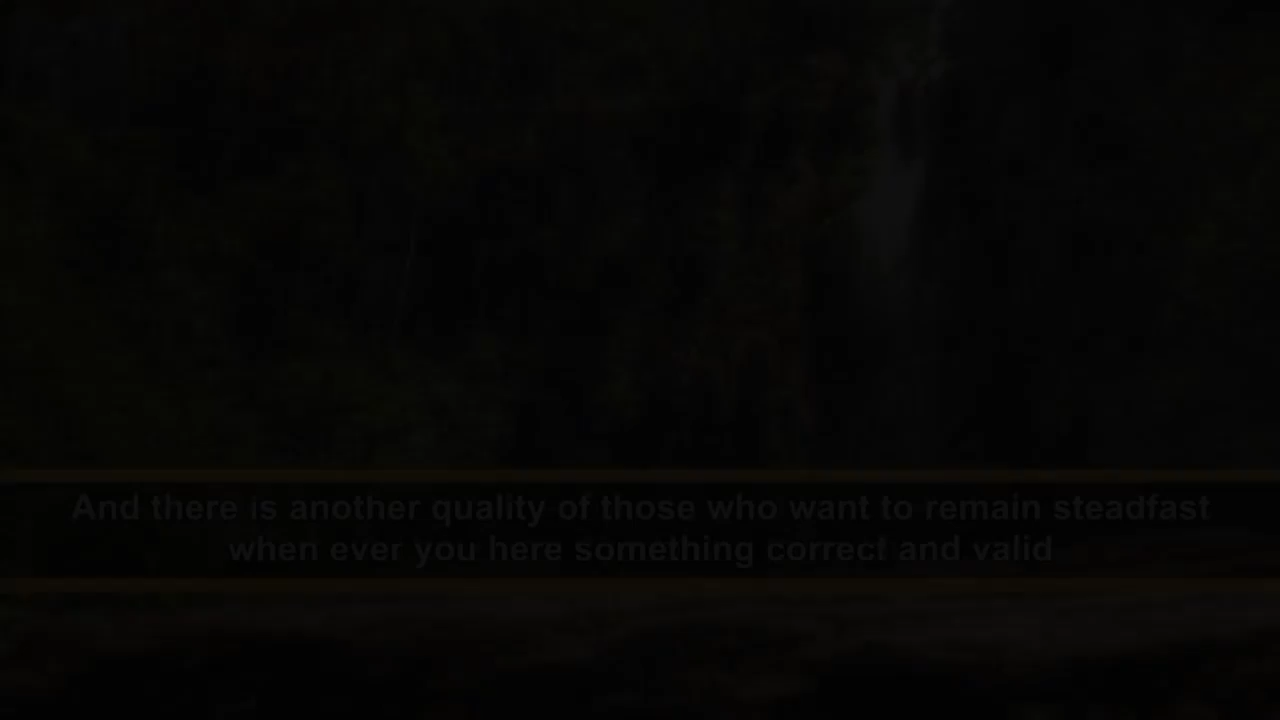 And there is another quality of those who want to remain steadfast
when ever you here something correct and valid